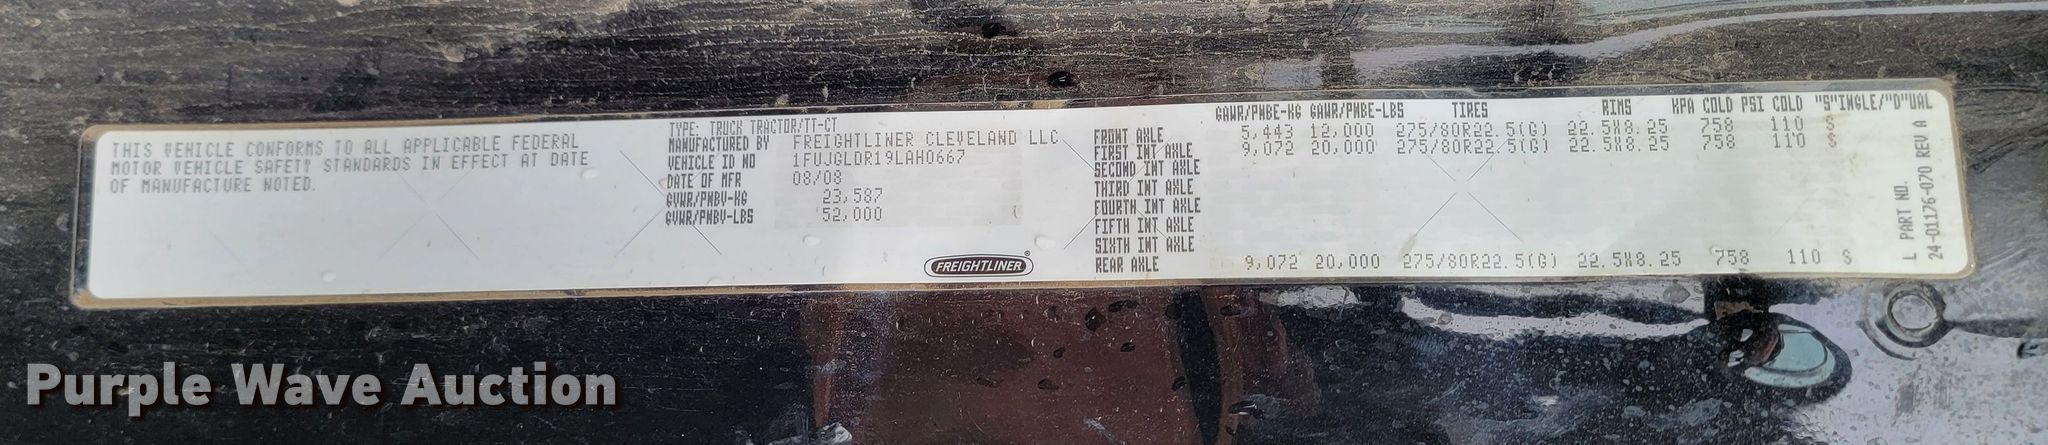 THIS VEHICLE CONFORMS TO ALL APPLICABLE FEDERAL
MOTOR VEHICLE SAFETY STANDARDS IN EFFECT AT DATE
OF MANUFACTURE NOTED.
TYPE: TRUCK TRACTOR/TT-CT
MANUFACTURED BY FREIGHTLINER CLEVELAND LLC
VEHICLE ID NO 1FUJGLDR19LAH0667
DATE OF MFR 08/08
GVWR/PNBV-KG 23,587
GVWR/PNBV-LBS 52,000
FREIGHTLINER®
GAWR/PNBE-KG GAWR/PNBE-LBS TIRES RIMS KPA COLD PSI COLD "S"INGLE/"D"UAL
FRONT AXLE 5,443 12,000 275/80R22.5(G) 22.5X8.25 758 110 S
FIRST INT AXLE 9,072 20,000 275/80R22.5(G) 22.5X8.25 758 110 S
SECOND INT AXLE
THIRD INT AXLE
FOURTH INT AXLE
FIFTH INT AXLE
SIXTH INT AXLE
REAR AXLE 9,072 20,000 275/80R22.5(G) 22.5X8.25 758 110 S
L PART NO.
24-01176-070 REV A
Purple Wave Auction